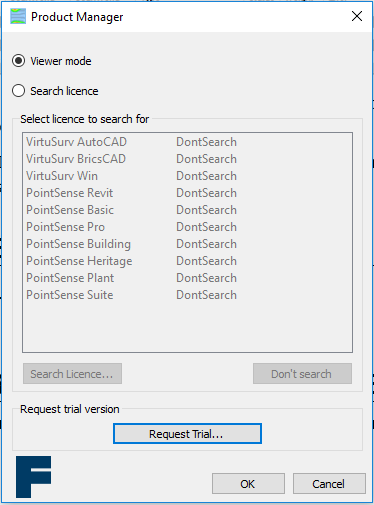 Product Manager
Viewer mode
Search licence
Select licence to search for
VirtuSurv AutoCAD DontSearch
VirtuSurv BricsCAD DontSearch
VirtuSurv Win DontSearch
PointSense Revit DontSearch
PointSense Basic DontSearch
PointSense Pro DontSearch
PointSense Building DontSearch
PointSense Heritage DontSearch
PointSense Plant DontSearch
PointSense Suite DontSearch
Search Licence... Don't search
Request trial version
Request Trial...
OK Cancel